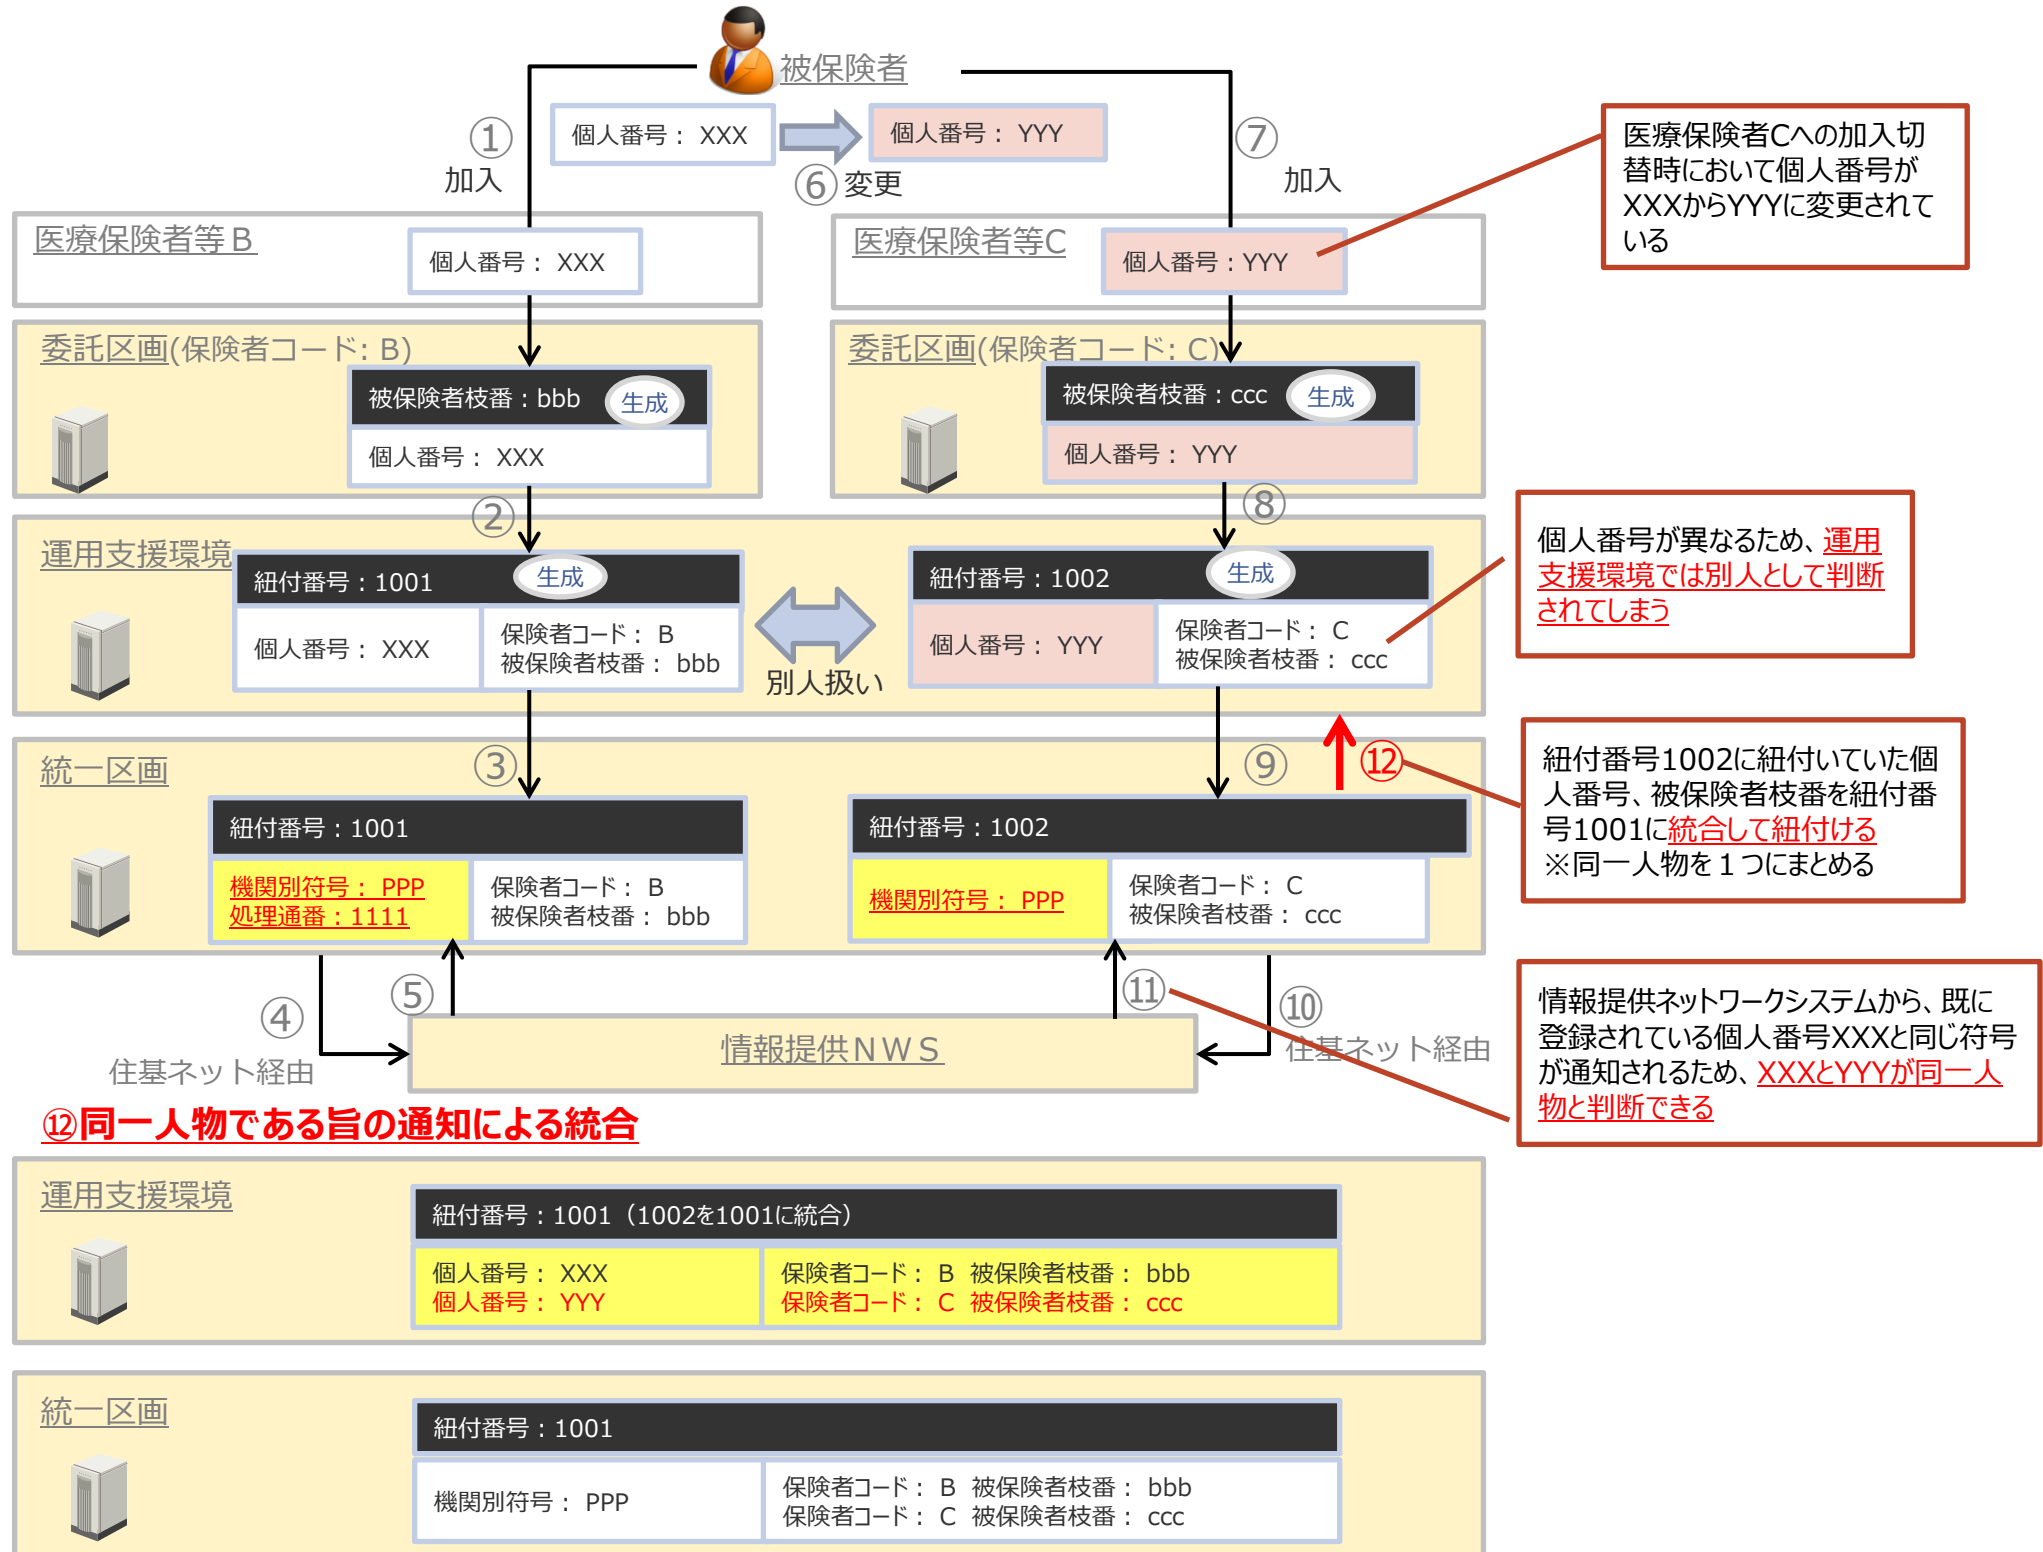 被保険者
①
加入
個人番号： XXX
個人番号： YYY
⑥変更
⑦
加入
医療保険者Cへの加入切
替時において個人番号が
XXXからYYYに変更されて
いる
医療保険者等Ｂ
個人番号： XXX
医療保険者等C
個人番号：YYY
委託区画(保険者コード: B)
被保険者枝番：bbb
生成
個人番号： XXX
委託区画(保険者コード: C)
被保険者枝番：ccc
生成
個人番号： YYY
②
⑧
運用支援環境
紐付番号：1001
生成
個人番号： XXX
保険者コード： B
被保険者枝番： bbb
別人扱い
紐付番号：1002
生成
個人番号： YYY
保険者コード： C
被保険者枝番： ccc
個人番号が異なるため、運用
支援環境では別人として判断
されてしまう
③
⑨
⑫
統一区画
紐付番号：1001
機関別符号： PPP
処理通番：1111
保険者コード： B
被保険者枝番： bbb
紐付番号：1002
機関別符号： PPP
保険者コード： C
被保険者枝番： ccc
紐付番号1002に紐付いていた個
人番号、被保険者枝番を紐付番
号1001に統合して紐付ける
※同一人物を１つにまとめる
④
⑤
住基ネット経由
情報提供ＮＷＳ
⑪
⑩
住基ネット経由
情報提供ネットワークシステムから、既に
登録されている個人番号XXXと同じ符号
が通知されるため、XXXとYYYが同一人
物と判断できる
⑫同一人物である旨の通知による統合
運用支援環境
紐付番号：1001（1002を1001に統合）
個人番号： XXX
個人番号： YYY
保険者コード： B 被保険者枝番： bbb
保険者コード： C 被保険者枝番： ccc
統一区画
紐付番号：1001
機関別符号： PPP
保険者コード： B 被保険者枝番： bbb
保険者コード： C 被保険者枝番： ccc